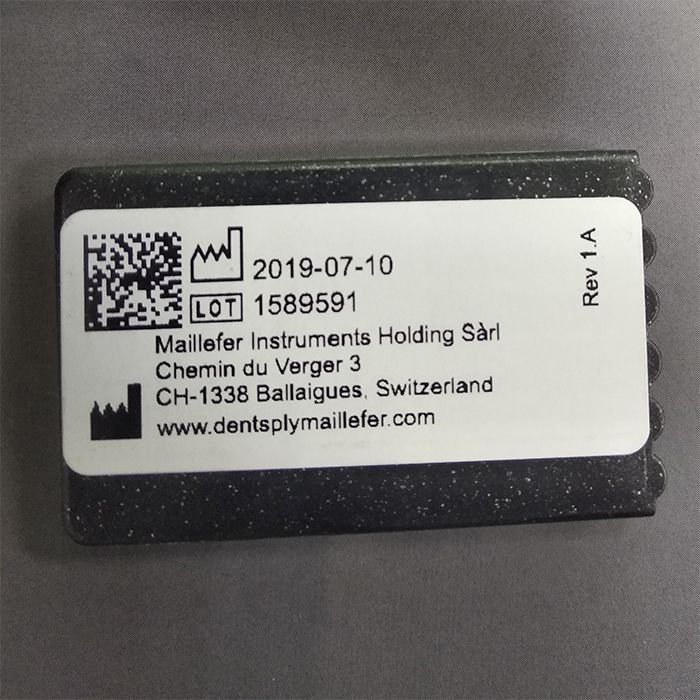 2019-07-10
LOT 1589591
Maillefer Instruments Holding Sàrl
Chemin du Verger 3
CH-1338 Ballaigues, Switzerland
www.dentsplymaillefer.com
Rev 1.A